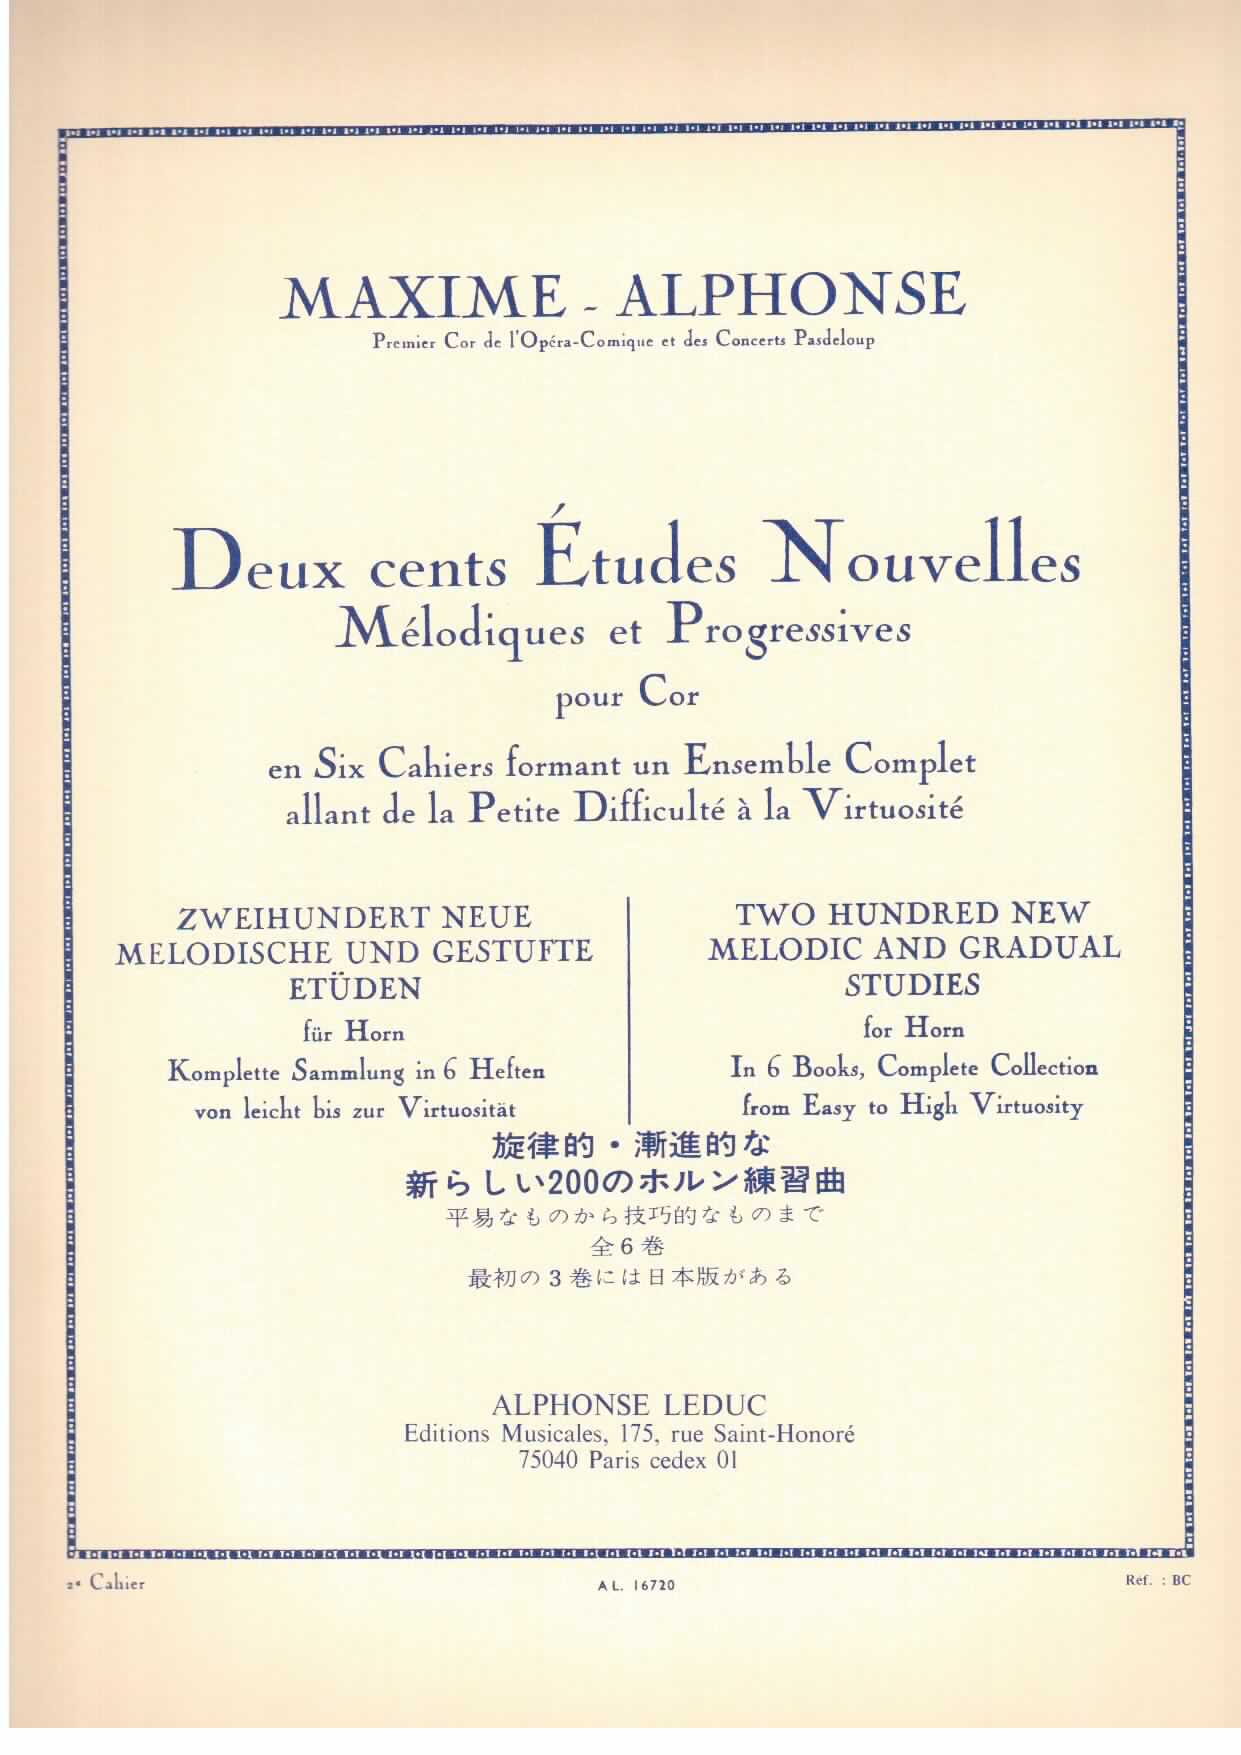 MAXIME - ALPHONSE
Premier Cor de l'Opéra-Comique et des Concerts Pasdeloup
Deux cents Études Nouvelles
Mélodiques et Progressives
pour Cor
en Six Cahiers formant un Ensemble Complet
allant de la Petite Difficulté à la Virtuosité
ZWEIHUNDERT NEUE
MELODISCHE UND GESTUFTE
ETÜDEN
für Horn
Komplette Sammlung in 6 Heften
von leicht bis zur Virtuosität
TWO HUNDRED NEW
MELODIC AND GRADUAL
STUDIES
for Horn
In 6 Books, Complete Collection
from Easy to High Virtuosity
旋律的・漸進的な
新らしい200のホルン練習曲
平易なものから技巧的なものまで
全6巻
最初の3巻には日本版がある
ALPHONSE LEDUC
Editions Musicales, 175, rue Saint-Honoré
75040 Paris cedex 01
2e Cahier
A L. 16720
Réf. : BC